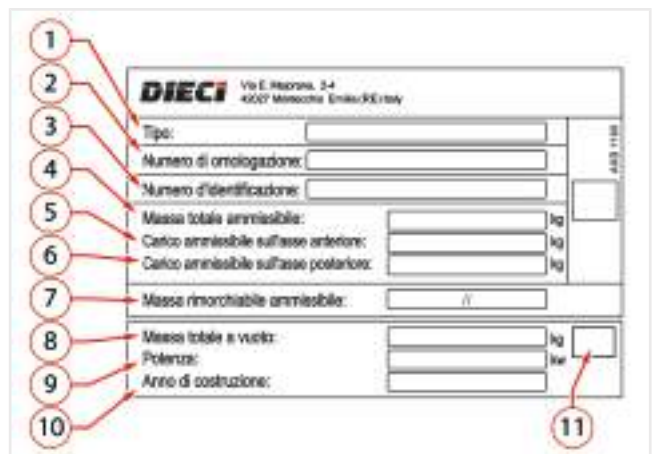 1
2
3
4
5
6
7
8
9
10
11
DIECI
Via E. Majorana, 2-4
42027 Montecchio Emilia (RE) Italy
Tipo:
Numero di omologazione:
Numero d'identificazione:
Massa totale ammissibile: kg
Carico ammissibile sull'asse anteriore: kg
Carico ammissibile sull'asse posteriore: kg
Massa rimorchiabile ammissibile: //
Massa totale a vuoto: kg
Potenza: kw
Anno di costruzione: